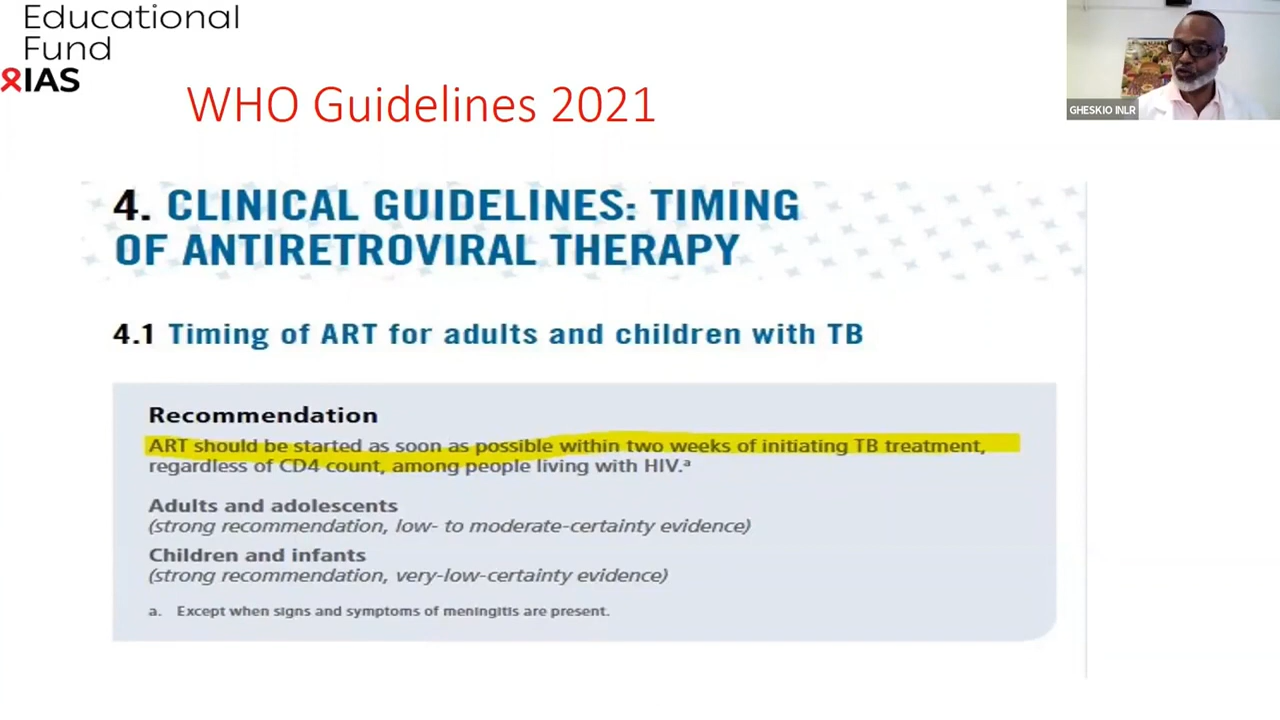 Educational
Fund
IAS
GHESKIO INLR
WHO Guidelines 2021
4. CLINICAL GUIDELINES: TIMING
OF ANTIRETROVIRAL THERAPY
4.1 Timing of ART for adults and children with TB
Recommendation
ART should be started as soon as possible within two weeks of initiating TB treatment,
regardless of CD4 count, among people living with HIV.ª
Adults and adolescents
(strong recommendation, low- to moderate-certainty evidence)
Children and infants
(strong recommendation, very-low-certainty evidence)
a. Except when signs and symptoms of meningitis are present.